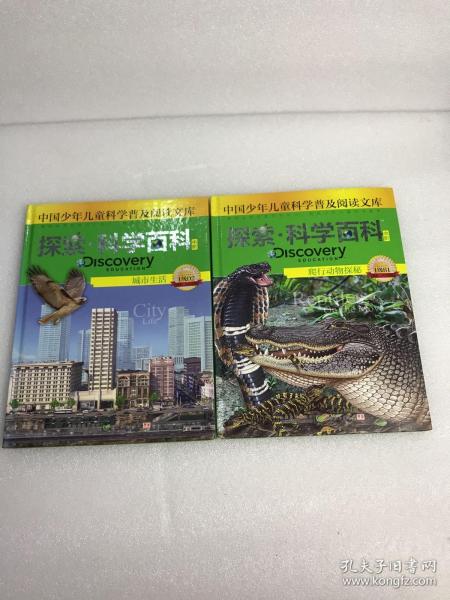 中国少年儿童科学普及阅读文库
探索·科学百科
Discovery
EDUCATION
城市生活
City
Life
中国少年儿童科学普及阅读文库
探索·科学百科
Discovery
EDUCATION
爬行动物探秘
孔夫子旧书网
www.kongfz.com